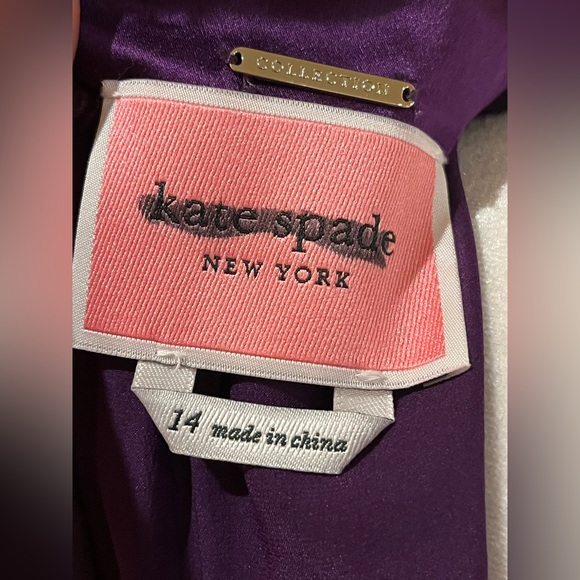 COLLECTION
kate spade
NEW YORK
14 made in china